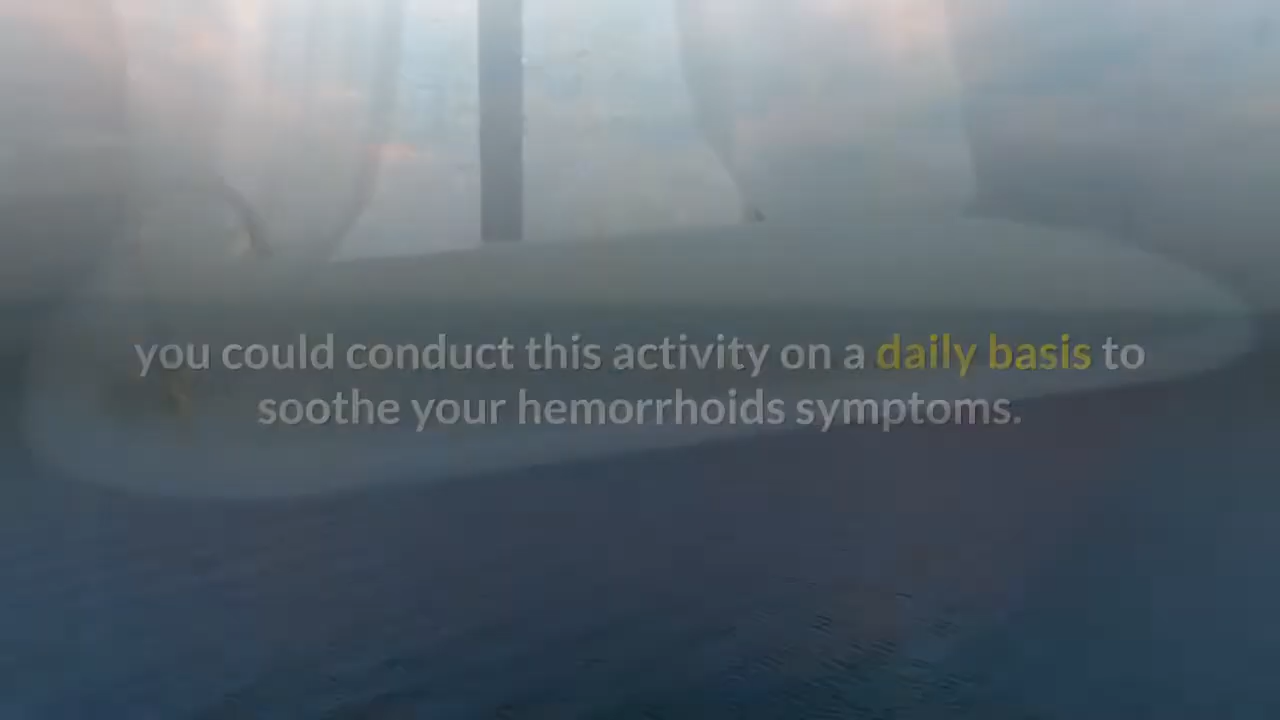 you could conduct this activity on a daily basis to
soothe your hemorrhoids symptoms.